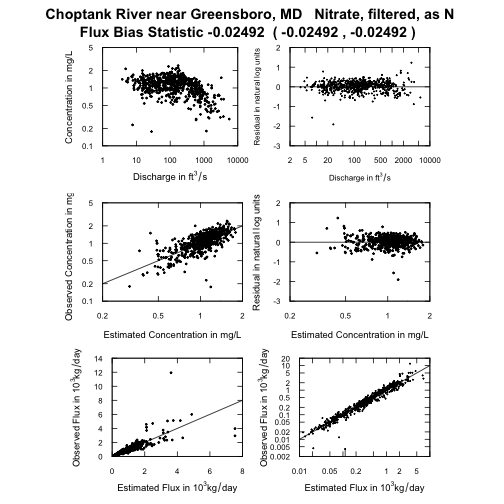 Choptank River near Greensboro, MD Nitrate, filtered, as N
Flux Bias Statistic -0.02492 ( -0.02492 , -0.02492 )
Concentration in mg/L
5
2
1
0.5
0.2
0.1
1 10 100 1000 10000
Discharge in ft³/s
Residual in natural log units
2
1
0
-1
-2
-3
2 5 20 100 500 2000 10000
Discharge in ft³/s
Observed Concentration in mg
5
2
1
0.5
0.2
0.1
0.2 0.5 1 2
Estimated Concentration in mg/L
Residual in natural log units
2
1
0
-1
-2
-3
0.2 0.5 1 2
Estimated Concentration in mg/L
Observed Flux in 10³kg/day
14
12
10
8
6
4
2
0
0 2 4 6 8
Estimated Flux in 10³kg/day
Observed Flux in 10³kg/day
20
10
5
2
1
0.5
0.2
0.1
0.05
0.02
0.01
0.005
0.002
0.01 0.05 0.2 0.5 1 2 5
Estimated Flux in 10³kg/day